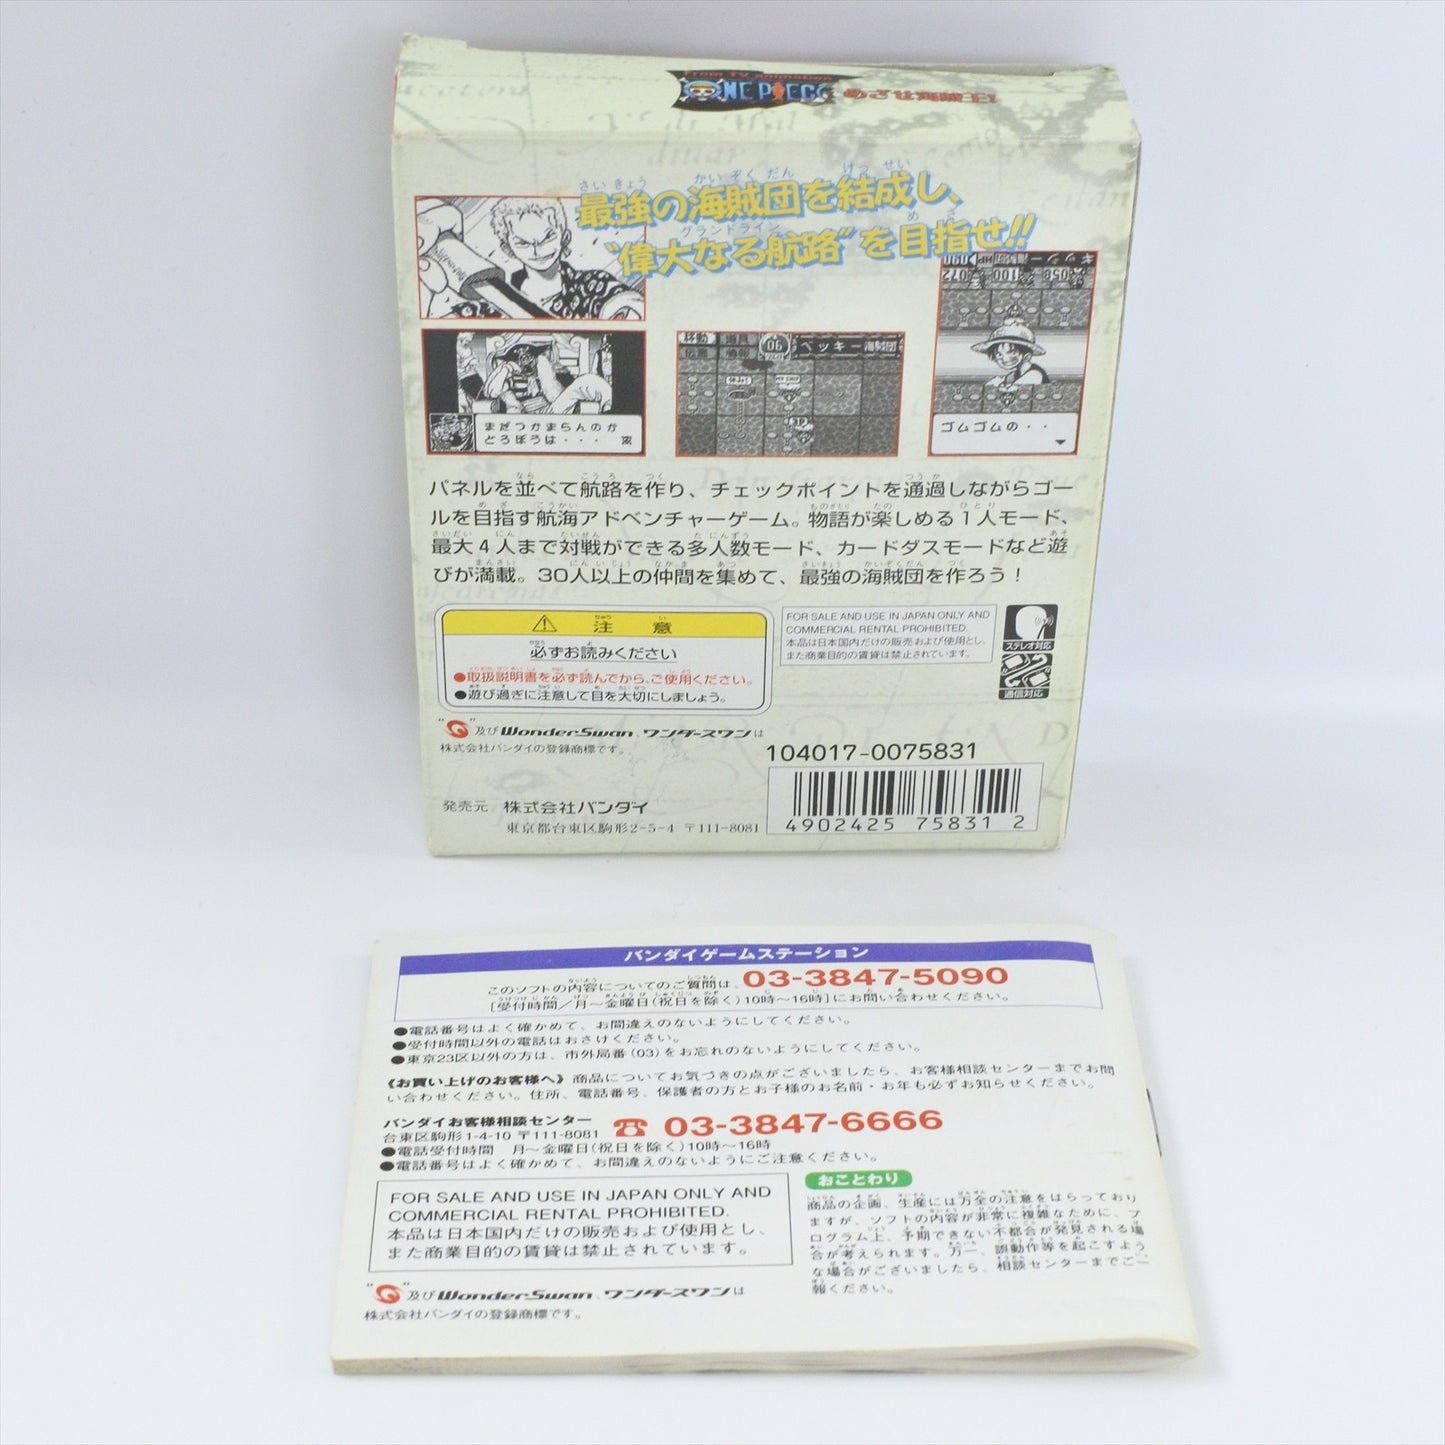 From TV animation
ONE PIECE めざせ海賊王!
さいきょう かいぞくだん けっせい
最強の海賊団を結成し、
グランドライン めざ
“偉大なる航路”を目指せ!!
まだつかまらんのか
どろぼうは・・・
移動 道具 06 ベッキー海賊団
ゴムゴムの・・
パネルを並べて航路を作り、チェックポイントを通過しながらゴー
ルを目指す航海アドベンチャーゲーム。物語が楽しめる1人モード、
最大4人まで対戦ができる多人数モード、カードダスモードなど遊
びが満載。30人以上の仲間を集めて、最強の海賊団を作ろう!
注意
必ずお読みください
●取扱説明書を必ず読んでから、ご使用ください。
●遊び過ぎに注意して目を大切にしましょう。
FOR SALE AND USE IN JAPAN ONLY AND
COMMERCIAL RENTAL PROHIBITED.
本品は日本国内だけの販売および使用とし、
また商業目的の賃貸は禁止されています。
ステレオ対応
通信対応
及び WonderSwan、ワンダースワンは
株式会社バンダイの登録商標です。
104017-0075831
発売元 株式会社バンダイ
東京都台東区駒形2-5-4 〒111-8081
4902425 75831 2
バンダイゲームステーション
このソフトの内容についてのご質問は、03-3847-5090
[受付時間/月〜金曜日(祝日を除く)10時〜16時]にお問い合わせください。
●電話番号はよく確かめて、お間違えのないようにしてください。
●受付時間以外の電話はおさけください。
●東京23区以外の方は、市外局番(03)をお忘れのないようにしてください。
《お買い上げのお客様へ》商品についてお気づきの点がございましたら、お客様相談センターまでお問
い合わせください。住所、電話番号、保護者の方とお子様のお名前・お年も必ずお知らせください。
バンダイお客様相談センター
台東区駒形1-4-10 〒111-8081 ☎ 03-3847-6666
●電話受付時間 月〜金曜日(祝日を除く)10時〜16時
●電話番号はよく確かめて、お間違えのないようにご注意ください。
FOR SALE AND USE IN JAPAN ONLY AND
COMMERCIAL RENTAL PROHIBITED.
本品は日本国内だけの販売および使用とし、
また商業目的の賃貸は禁止されています。
及び WonderSwan、ワンダースワンは
株式会社バンダイの登録商標です。
おことわり
商品の企画、生産には万全の注意をはらっており
ますが、ソフトの内容が非常に複雑なために、プ
ログラム上、予期できない不都合が発見される場
合が考えられます。万一、誤動作等を起こすよう
な場合がございましたら、相談センターまでご一
報ください。